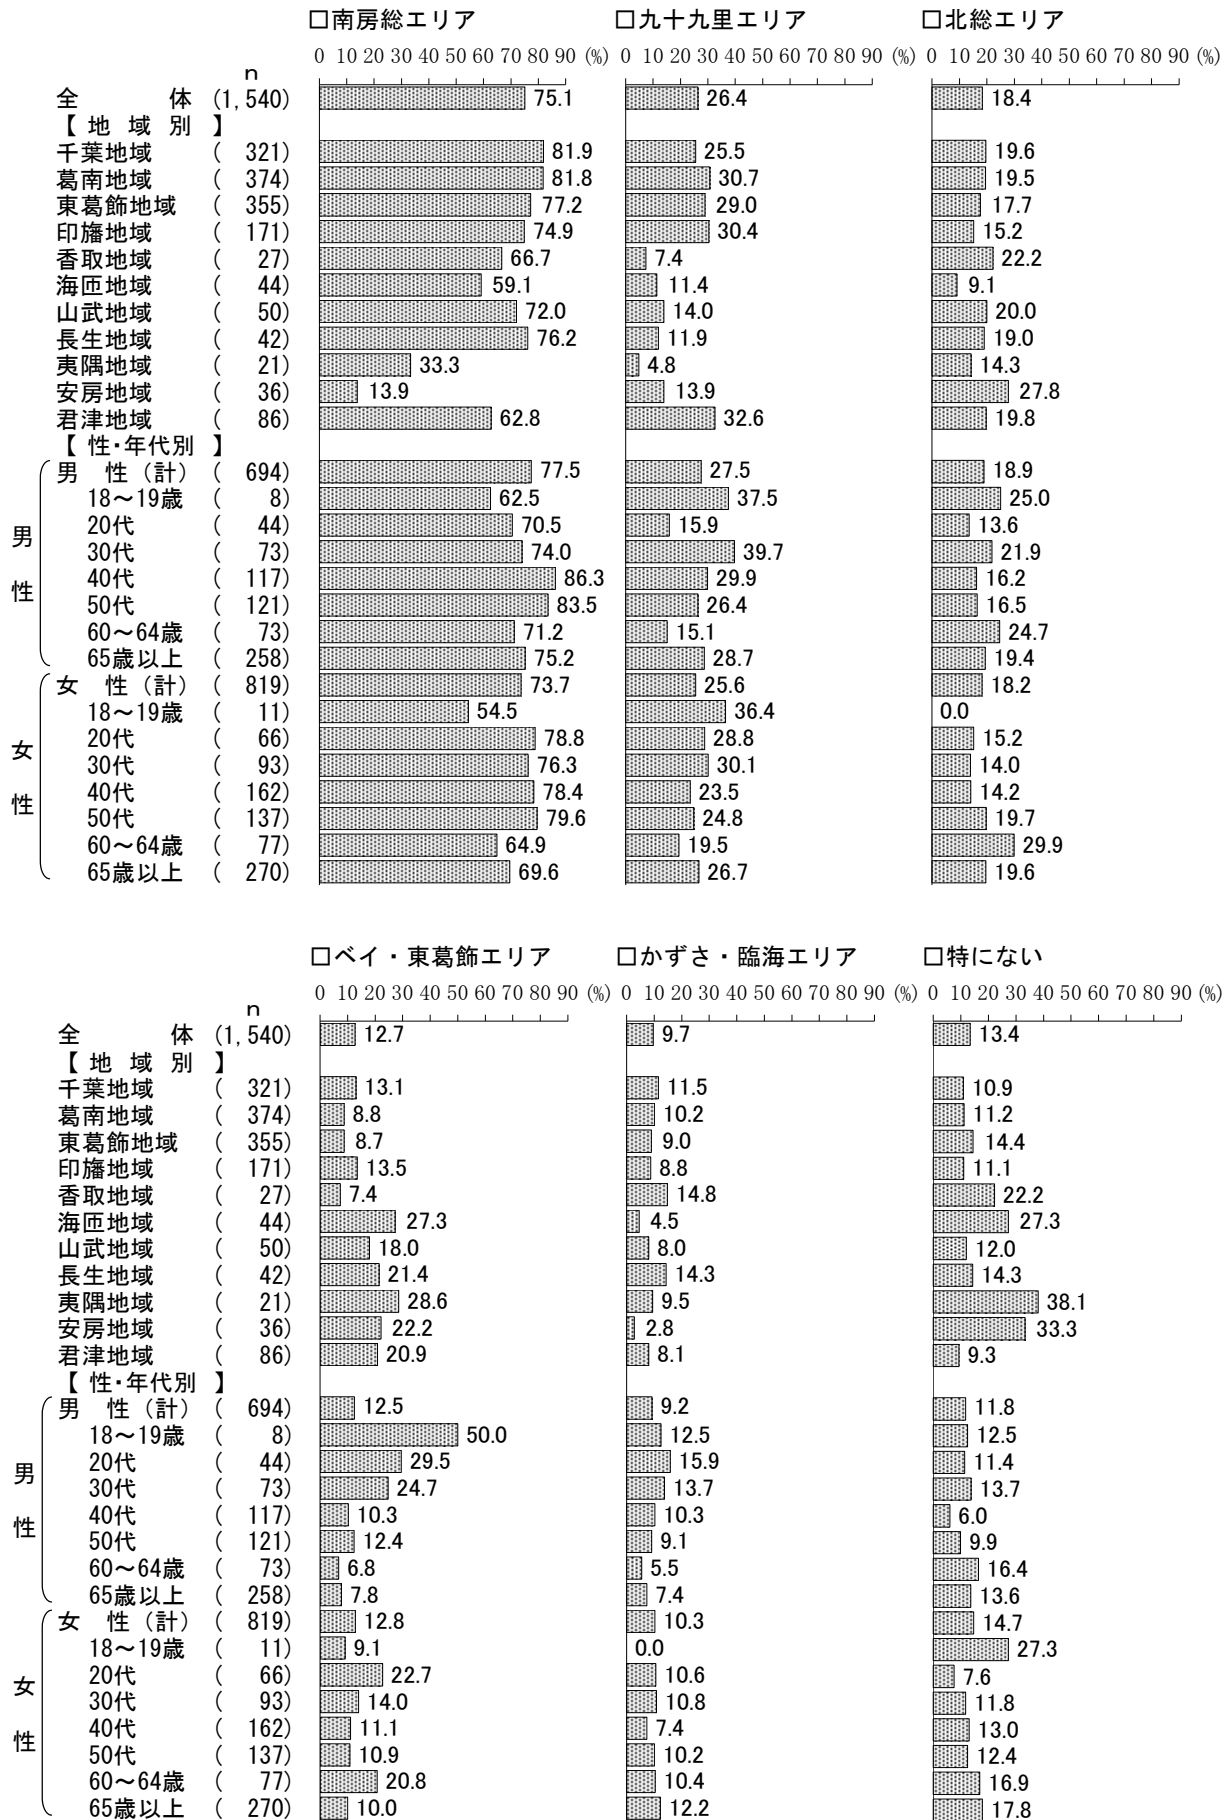 □南房総エリア □九十九里エリア □北総エリア
0 10 20 30 40 50 60 70 80 90 (%) 0 10 20 30 40 50 60 70 80 90 (%) 0 10 20 30 40 50 60 70 80 90 (%)
n
全 体 (1,540) 75.1 26.4 18.4
【地域別】
千葉地域 ( 321) 81.9 25.5 19.6
葛南地域 ( 374) 81.8 30.7 19.5
東葛飾地域 ( 355) 77.2 29.0 17.7
印旛地域 ( 171) 74.9 30.4 15.2
香取地域 ( 27) 66.7 7.4 22.2
海匝地域 ( 44) 59.1 11.4 9.1
山武地域 ( 50) 72.0 14.0 20.0
長生地域 ( 42) 76.2 11.9 19.0
夷隅地域 ( 21) 33.3 4.8 14.3
安房地域 ( 36) 13.9 13.9 27.8
君津地域 ( 86) 62.8 32.6 19.8
【性・年代別】
男性
男 性（計） ( 694) 77.5 27.5 18.9
18～19歳 ( 8) 62.5 37.5 25.0
20代 ( 44) 70.5 15.9 13.6
30代 ( 73) 74.0 39.7 21.9
40代 ( 117) 86.3 29.9 16.2
50代 ( 121) 83.5 26.4 16.5
60～64歳 ( 73) 71.2 15.1 24.7
65歳以上 ( 258) 75.2 28.7 19.4
女性
女 性（計） ( 819) 73.7 25.6 18.2
18～19歳 ( 11) 54.5 36.4 0.0
20代 ( 66) 78.8 28.8 15.2
30代 ( 93) 76.3 30.1 14.0
40代 ( 162) 78.4 23.5 14.2
50代 ( 137) 79.6 24.8 19.7
60～64歳 ( 77) 64.9 19.5 29.9
65歳以上 ( 270) 69.6 26.7 19.6
□ベイ・東葛飾エリア □かずさ・臨海エリア □特にない
0 10 20 30 40 50 60 70 80 90 (%) 0 10 20 30 40 50 60 70 80 90 (%) 0 10 20 30 40 50 60 70 80 90 (%)
n
全 体 (1,540) 12.7 9.7 13.4
【地域別】
千葉地域 ( 321) 13.1 11.5 10.9
葛南地域 ( 374) 8.8 10.2 11.2
東葛飾地域 ( 355) 8.7 9.0 14.4
印旛地域 ( 171) 13.5 8.8 11.1
香取地域 ( 27) 7.4 14.8 22.2
海匝地域 ( 44) 27.3 4.5 27.3
山武地域 ( 50) 18.0 8.0 12.0
長生地域 ( 42) 21.4 14.3 14.3
夷隅地域 ( 21) 28.6 9.5 38.1
安房地域 ( 36) 22.2 2.8 33.3
君津地域 ( 86) 20.9 8.1 9.3
【性・年代別】
男性
男 性（計） ( 694) 12.5 9.2 11.8
18～19歳 ( 8) 50.0 12.5 12.5
20代 ( 44) 29.5 15.9 11.4
30代 ( 73) 24.7 13.7 13.7
40代 ( 117) 10.3 10.3 6.0
50代 ( 121) 12.4 9.1 9.9
60～64歳 ( 73) 6.8 5.5 16.4
65歳以上 ( 258) 7.8 7.4 13.6
女性
女 性（計） ( 819) 12.8 10.3 14.7
18～19歳 ( 11) 9.1 0.0 27.3
20代 ( 66) 22.7 10.6 7.6
30代 ( 93) 14.0 10.8 11.8
40代 ( 162) 11.1 7.4 13.0
50代 ( 137) 10.9 10.2 12.4
60～64歳 ( 77) 20.8 10.4 16.9
65歳以上 ( 270) 10.0 12.2 17.8